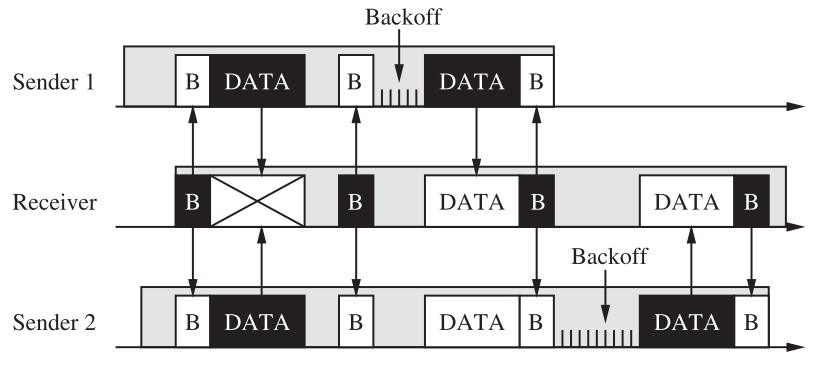 Backoff
Sender 1 B DATA B DATA B
Receiver B B DATA B DATA B
Backoff
Sender 2 B DATA B DATA B DATA B